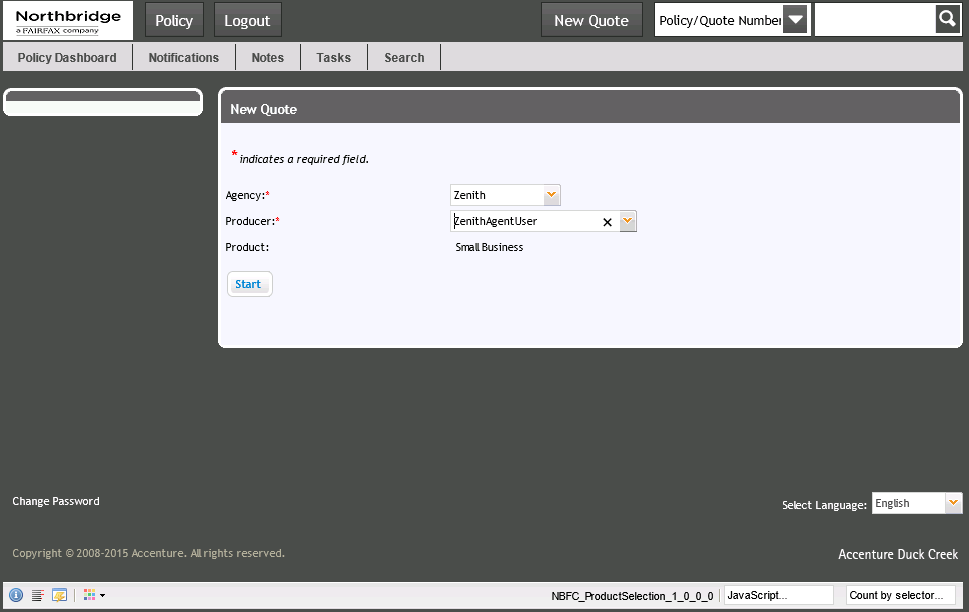 Northbridge
a FAIRFAX company
Policy
Logout
New Quote
Policy/Quote Number
Policy Dashboard
Notifications
Notes
Tasks
Search
New Quote
* indicates a required field.
Agency:*
Zenith
Producer:*
ZenithAgentUser
Product:
Small Business
Start
Change Password
Select Language:
English
Copyright © 2008-2015 Accenture. All rights reserved.
Accenture Duck Creek
NBFC_ProductSelection_1_0_0_0
JavaScript...
Count by selector...